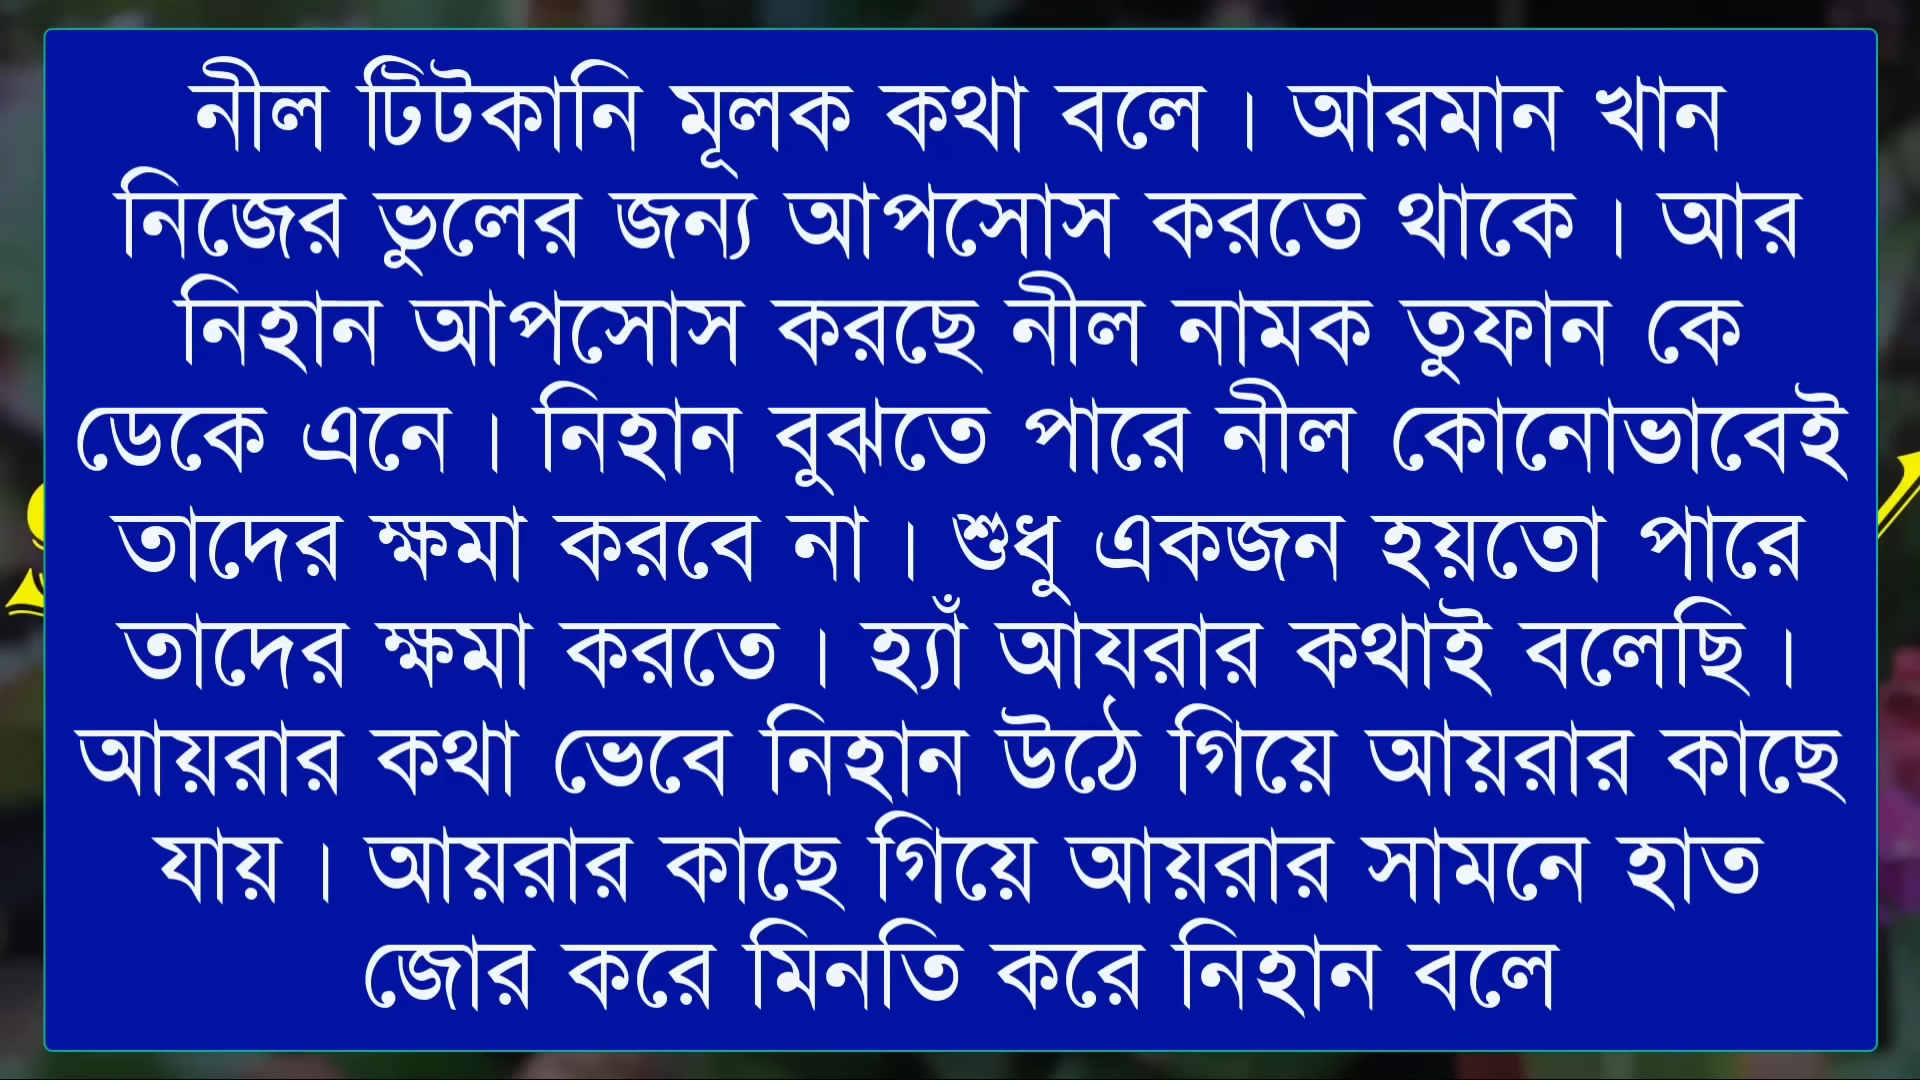 নীল টিটকানি মূলক কথা বলে । আরমান খান
নিজের ভুলের জন্য আপসোস করতে থাকে । আর
নিহান আপসোস করছে নীল নামক তুফান কে
ডেকে এনে । নিহান বুঝতে পারে নীল কোনোভাবেই
তাদের ক্ষমা করবে না । শুধু একজন হয়তো পারে
তাদের ক্ষমা করতে । হ্যাঁ আযরার কথাই বলেছি ।
আয়রার কথা ভেবে নিহান উঠে গিয়ে আয়রার কাছে
যায় । আয়রার কাছে গিয়ে আয়রার সামনে হাত
জোর করে মিনতি করে নিহান বলে